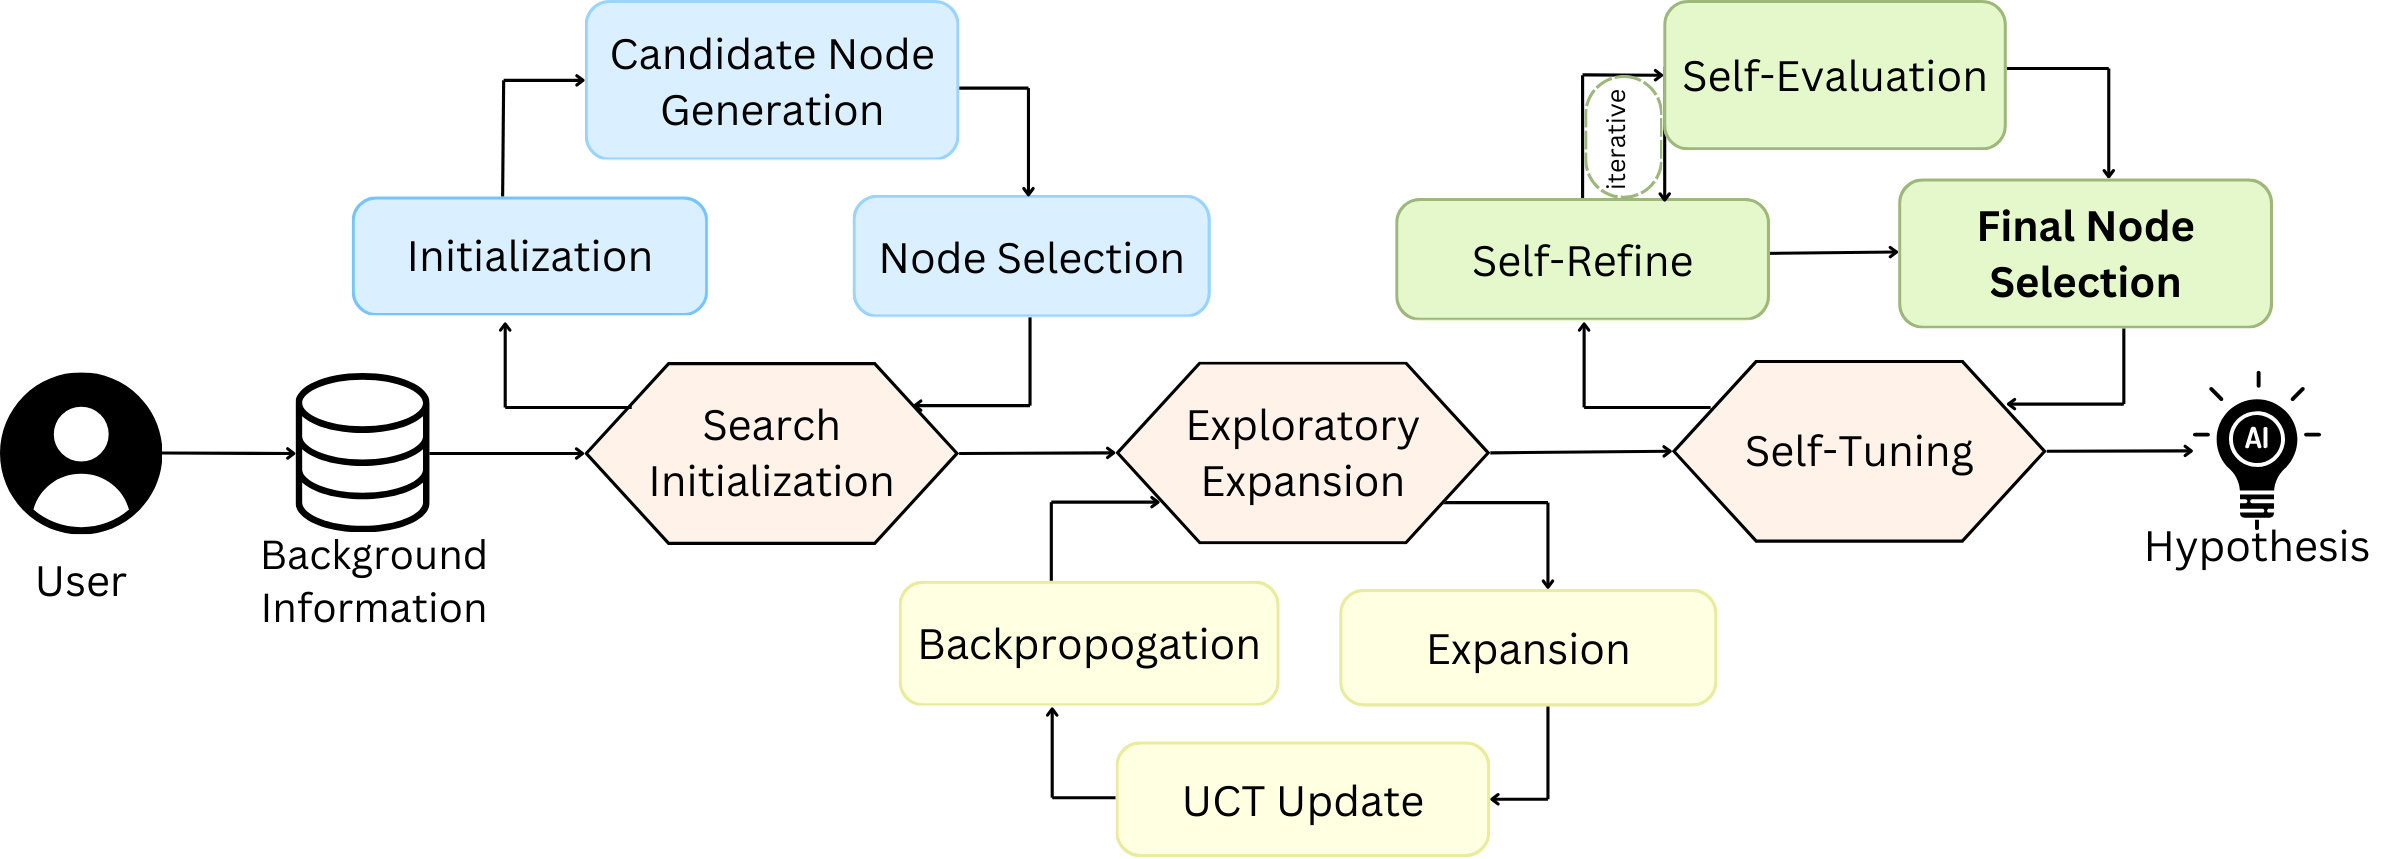 Candidate Node
Generation
Initialization
Node Selection
Self-Evaluation
iterative
Self-Refine
Final Node
Selection
User
Background
Information
Search
Initialization
Exploratory
Expansion
Self-Tuning
AI
Hypothesis
Backpropogation
Expansion
UCT Update